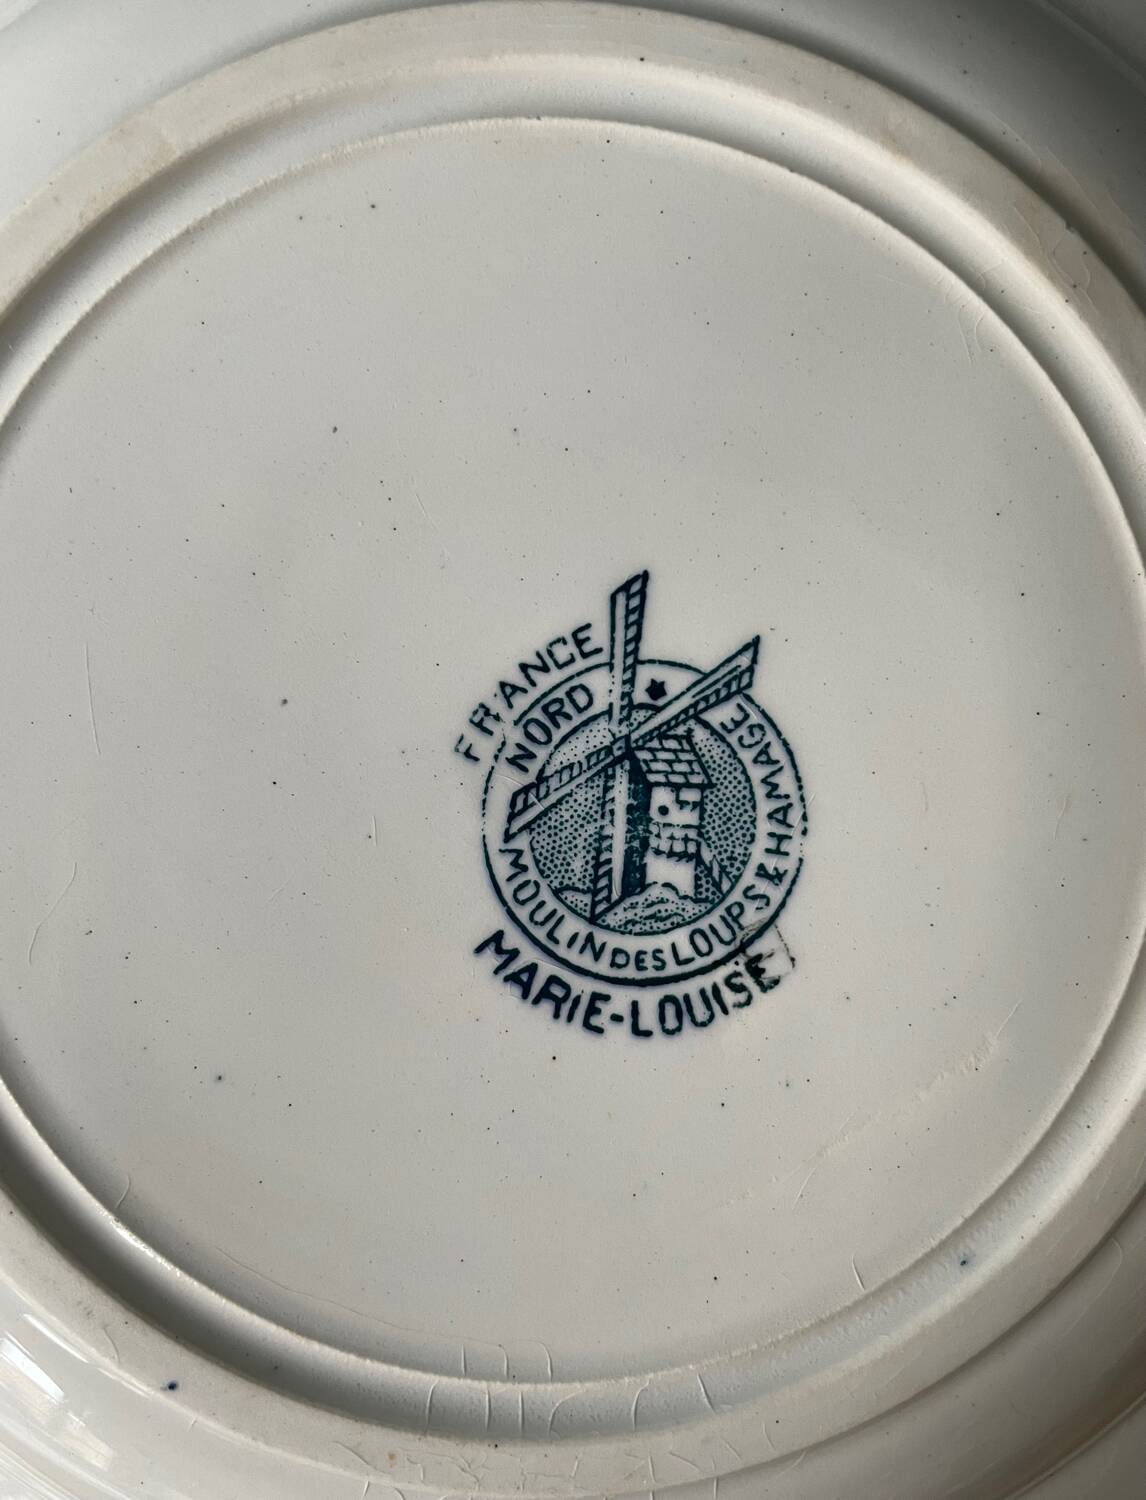 FRANCE
NORD
MOULIN DES LOUPS & HAMAGE
MARIE-LOUISE